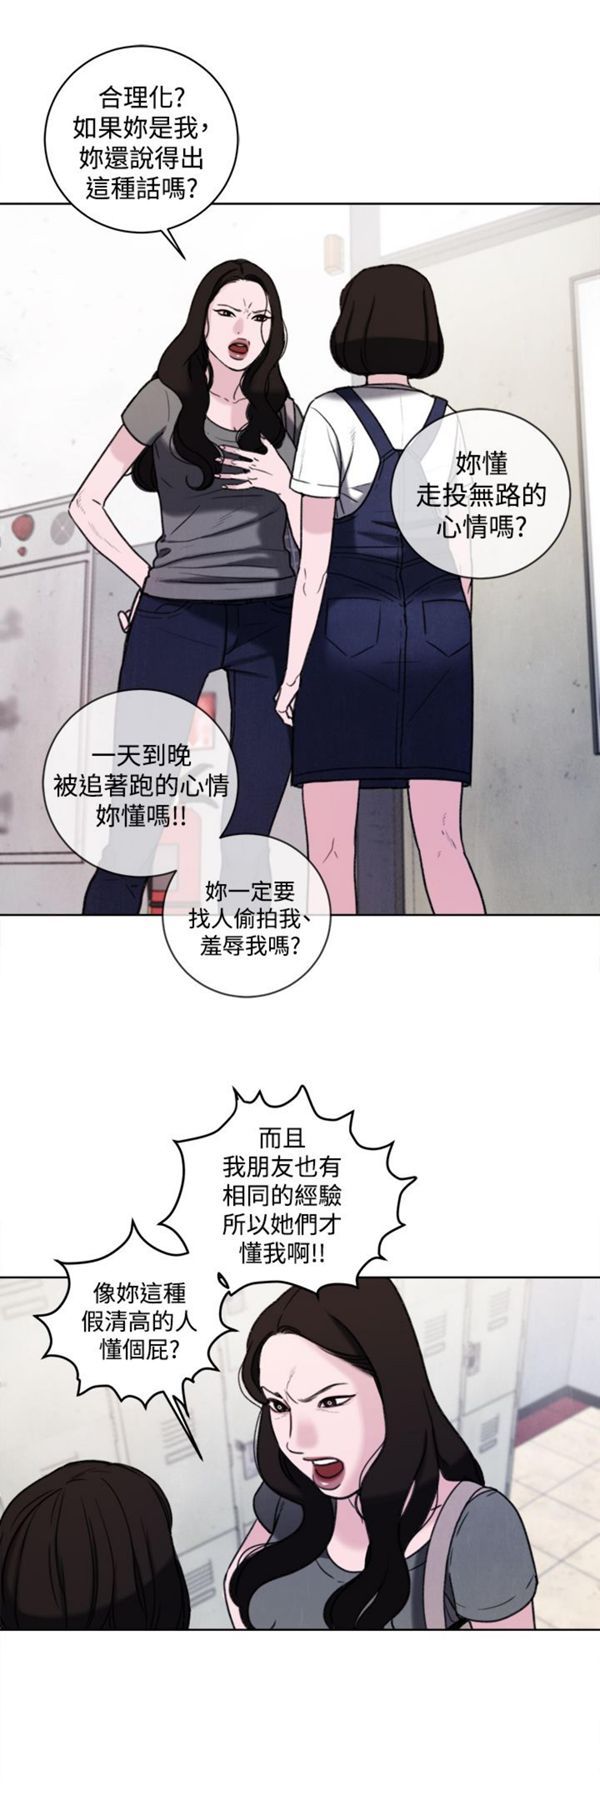 合理化?
如果妳是我，
妳還說得出
這種話嗎?
妳懂
走投無路的
心情嗎?
一天到晚
被追著跑的心情
妳懂嗎!!
妳一定要
找人偷拍我、
羞辱我嗎?
而且
我朋友也有
相同的經驗
所以她們才
懂我啊!!
像妳這種
假清高的人
懂個屁?